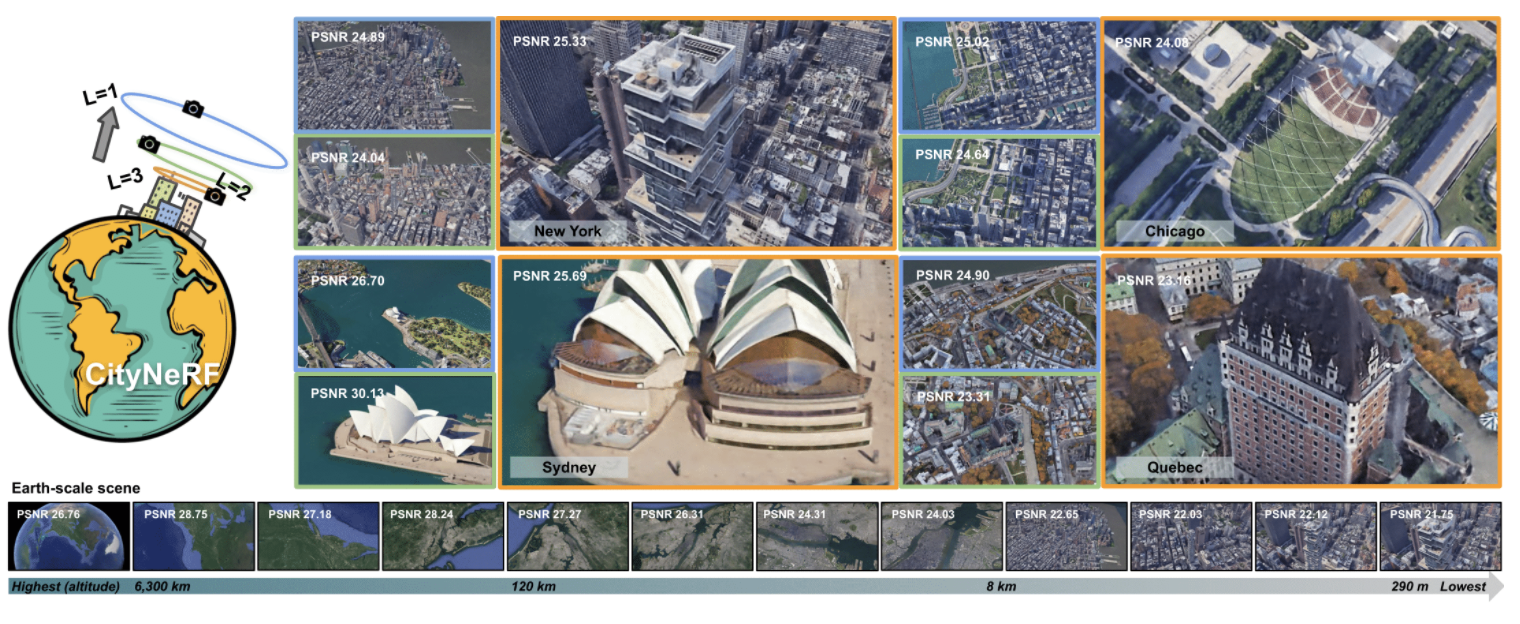 L=1
L=3
L=2
CityNeRF
PSNR 24.89
PSNR 24.04
PSNR 25.33
New York
PSNR 25.02
PSNR 24.64
PSNR 24.08
Chicago
PSNR 26.70
PSNR 30.13
PSNR 25.69
Sydney
PSNR 24.90
PSNR 23.31
PSNR 23.16
Quebec
Earth-scale scene
PSNR 26.76
PSNR 28.75
PSNR 27.18
PSNR 28.24
PSNR 27.27
PSNR 26.31
PSNR 24.31
PSNR 24.03
PSNR 22.65
PSNR 22.03
PSNR 22.12
PSNR 21.75
Highest (altitude) 6,300 km 120 km 8 km 290 m Lowest